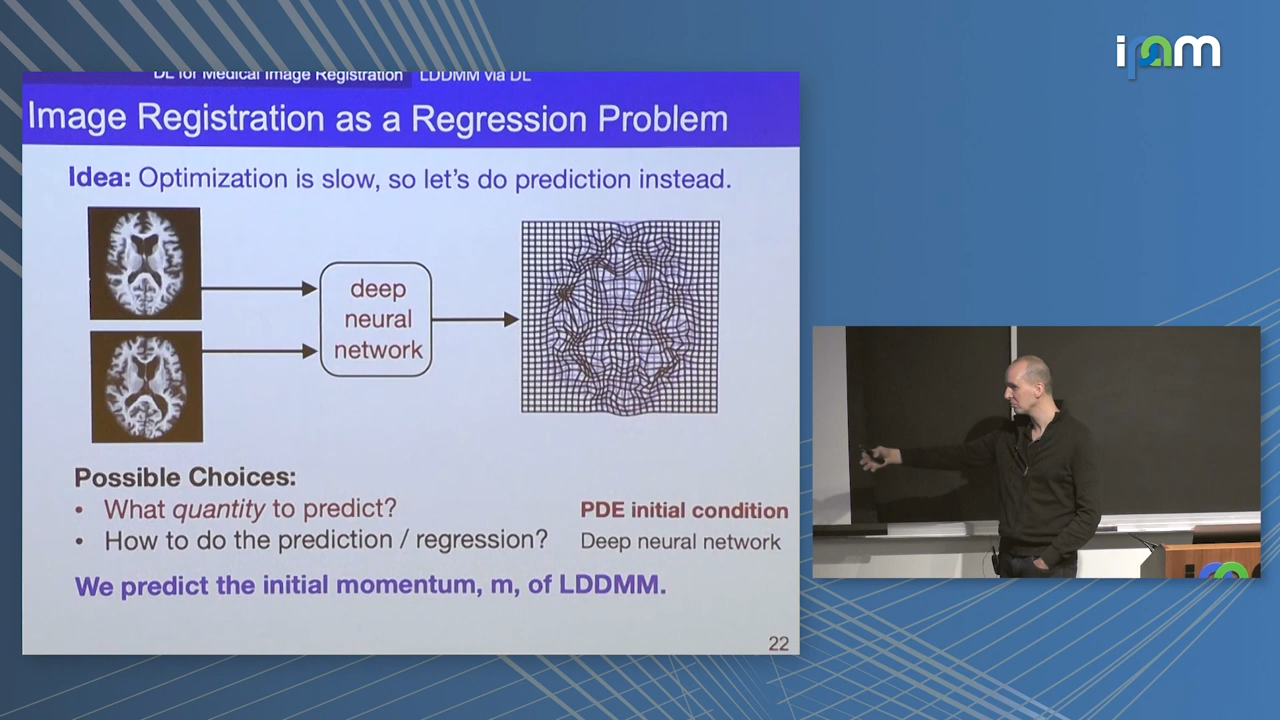 ipam
DL for Medical Image Registration LDDMM via DL
Image Registration as a Regression Problem
Idea: Optimization is slow, so let's do prediction instead.
deep
neural
network
Possible Choices:
• What quantity to predict? PDE initial condition
• How to do the prediction / regression? Deep neural network
We predict the initial momentum, m, of LDDMM.
22